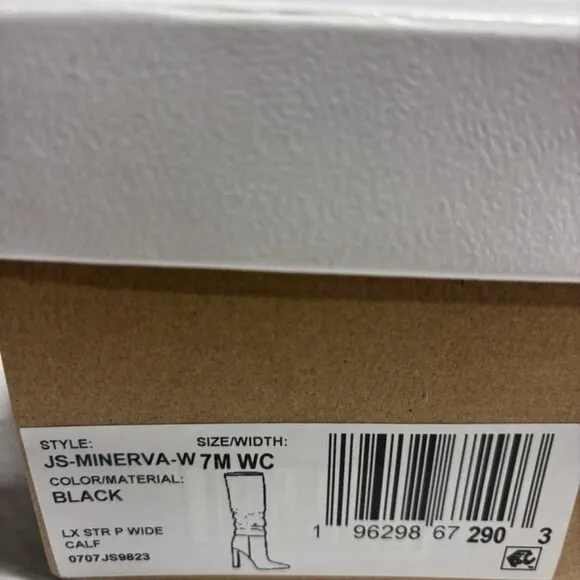 STYLE: SIZE/WIDTH:
JS-MINERVA-W 7M WC
COLOR/MATERIAL:
BLACK
LX STR P WIDE
CALF
0707JS9823
1 96298 67 290 3